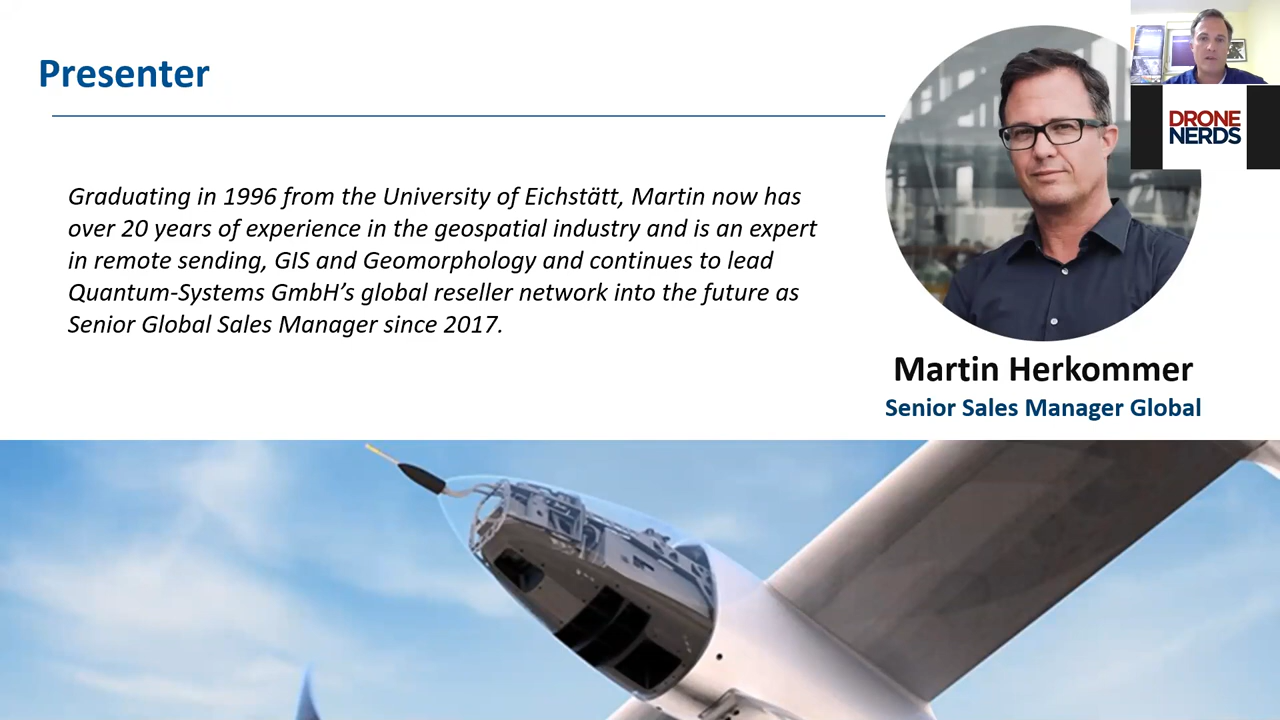 Presenter
Graduating in 1996 from the University of Eichstätt, Martin now has
over 20 years of experience in the geospatial industry and is an expert
in remote sending, GIS and Geomorphology and continues to lead
Quantum-Systems GmbH’s global reseller network into the future as
Senior Global Sales Manager since 2017.
Martin Herkommer
Senior Sales Manager Global
DRONE
NERDS